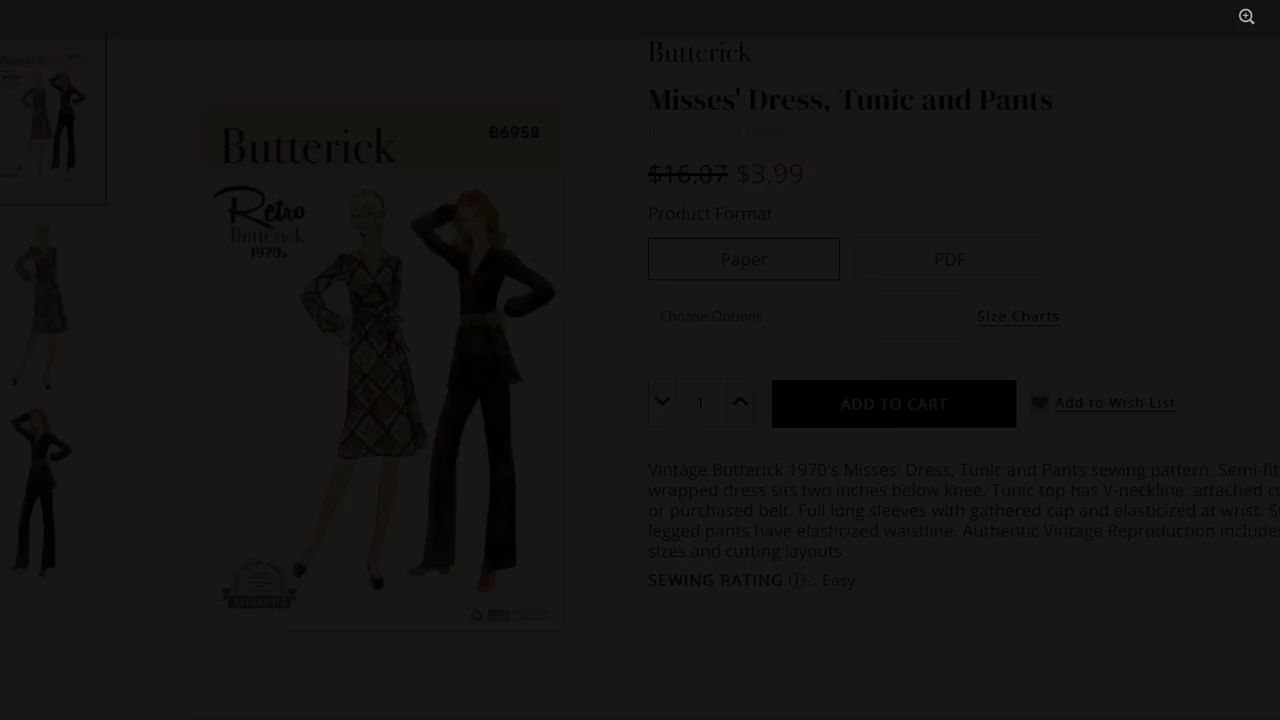 Butterick
Misses' Dress, Tunic and Pants
$16.07 $3.99
Product Format
Paper
PDF
Choose Options
Size Charts
1
ADD TO CART
Add to Wish List
Vintage Butterick 1970's Misses' Dress, Tunic and Pants sewing pattern. Semi-fit
wrapped dress sits two inches below knee. Tunic top has V-neckline, attached
or purchased belt. Full long sleeves with gathered cap and elasticized at wrist.
legged pants have elasticized waistline. Authentic Vintage Reproduction include
sizes and cutting layouts
SEWING RATING ⓘ : Easy
Butterick
B6958
Retro
Butterick
1970s